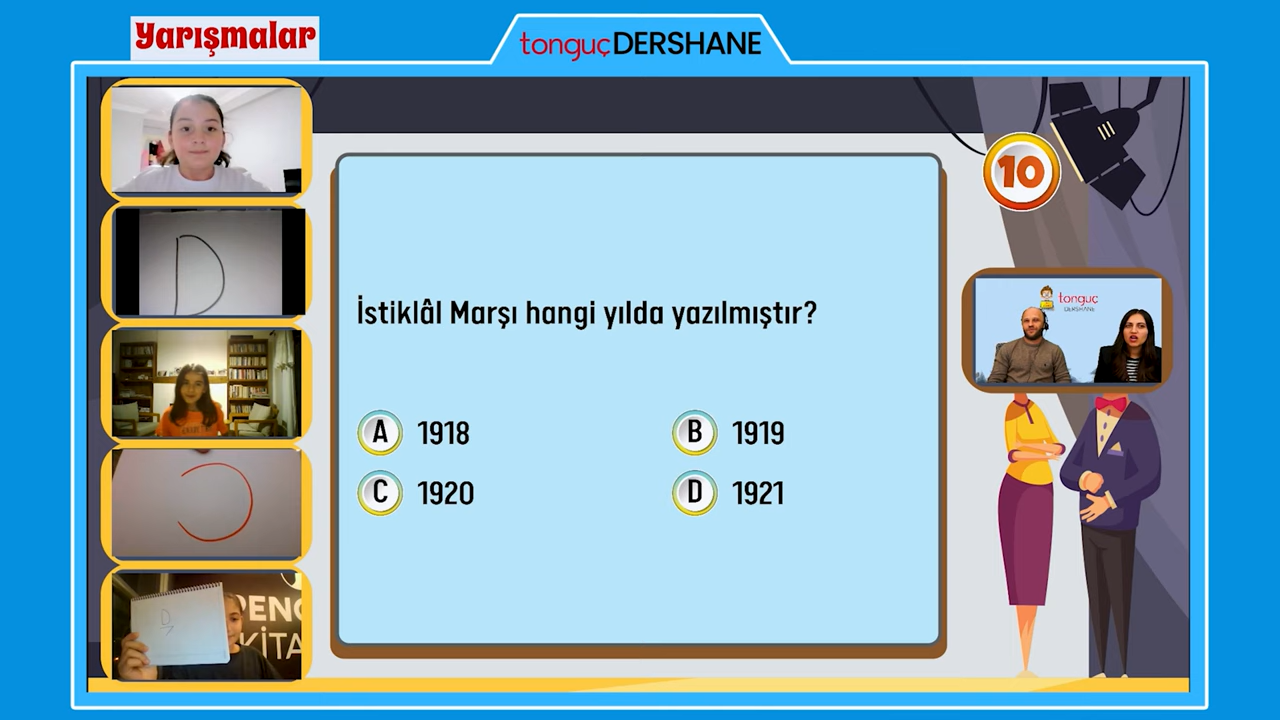 Yarışmalar
tonguçDERSHANE
10
İstiklâl Marşı hangi yılda yazılmıştır?
A 1918
B 1919
C 1920
D 1921
tonguç
DERSHANE
D
D